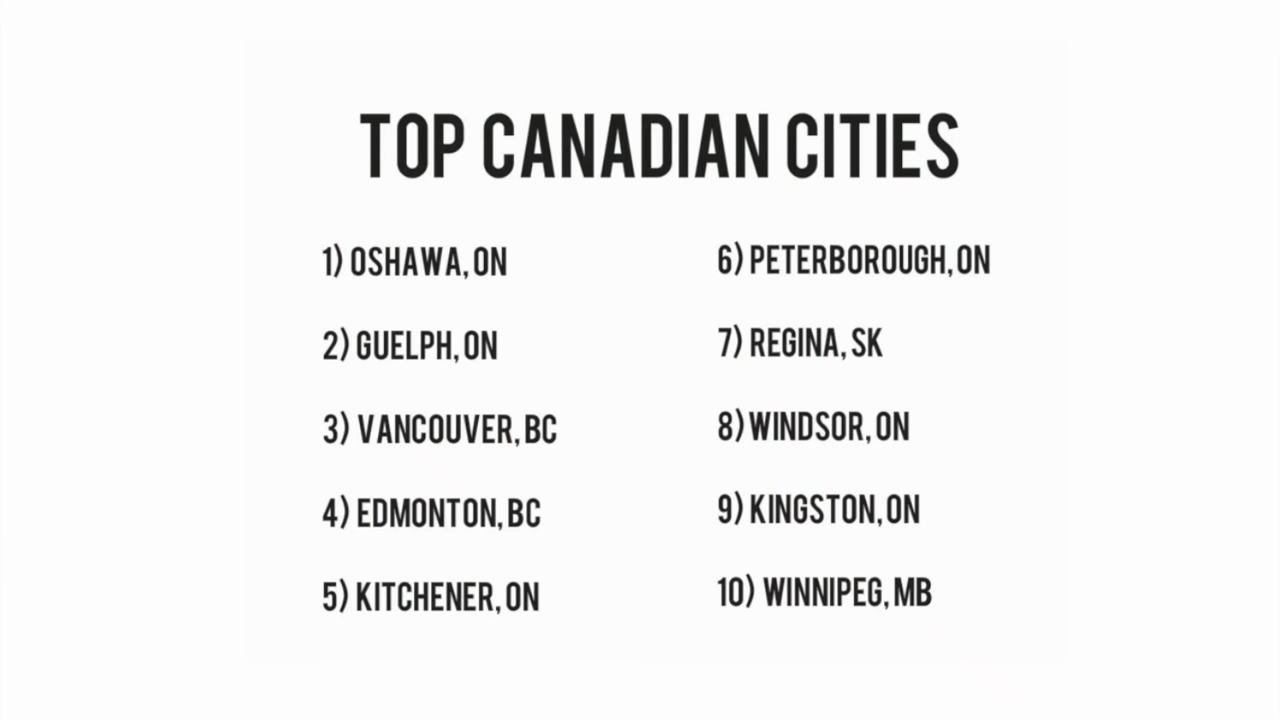 TOP CANADIAN CITIES
1) OSHAWA, ON
2) GUELPH, ON
3) VANCOUVER, BC
4) EDMONTON, BC
5) KITCHENER, ON
6) PETERBOROUGH, ON
7) REGINA, SK
8) WINDSOR, ON
9) KINGSTON, ON
10) WINNIPEG, MB